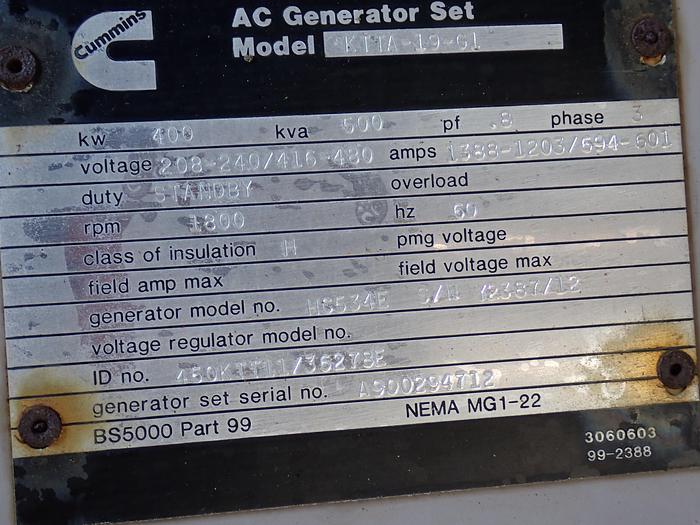 Cummins
AC Generator Set
Model KTTA-19-G1
kw 400 kva 500 pf .8 phase 3
voltage 208-240/416-480 amps 1388-1203/694-601
duty STANDBY overload
rpm 1800 hz 60
class of insulation H pmg voltage
field amp max field voltage max
generator model no. HC534E S/N
voltage regulator model no.
ID no.
generator set serial no. A900294712
BS5000 Part 99 NEMA MG1-22
3060603
99-2388